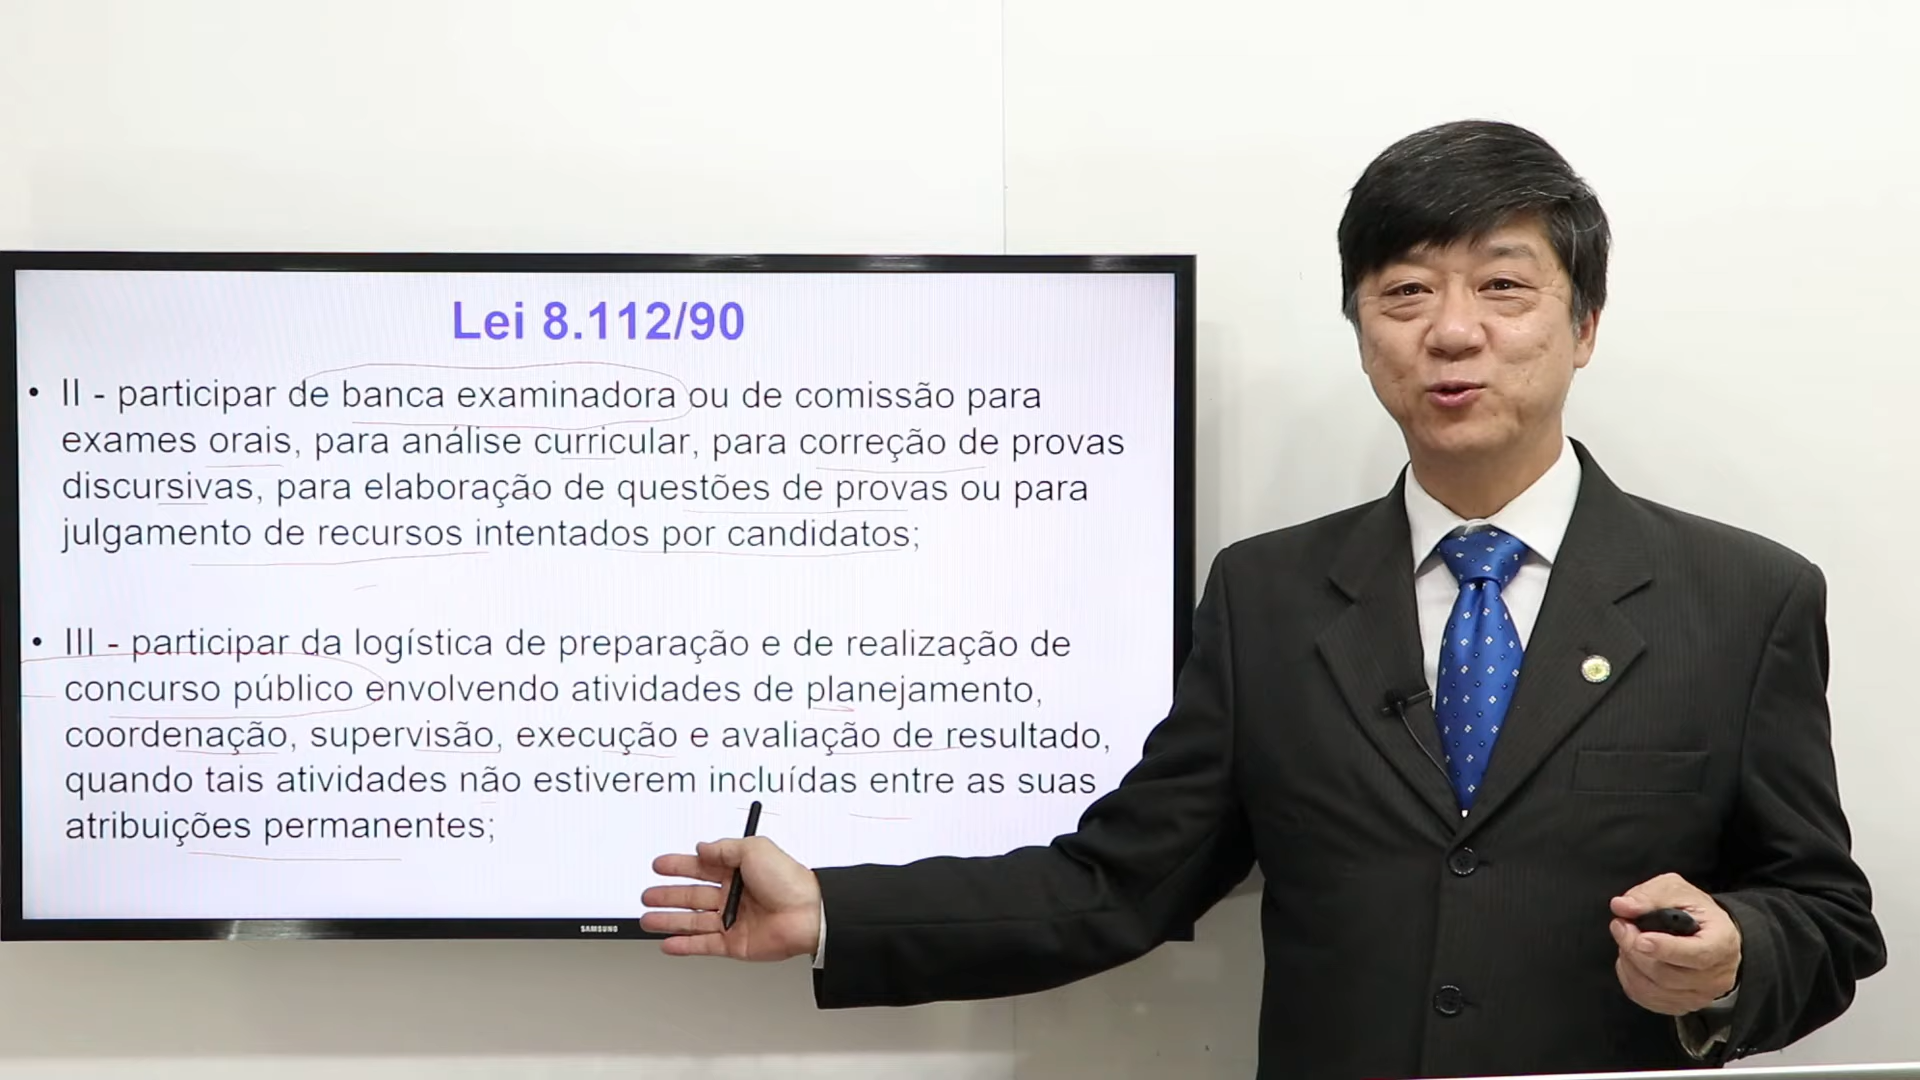 Lei 8.112/90
• II - participar de banca examinadora ou de comissão para
exames orais, para análise curricular, para correção de provas
discursivas, para elaboração de questões de provas ou para
julgamento de recursos intentados por candidatos;
• III - participar da logística de preparação e de realização de
concurso público envolvendo atividades de planejamento,
coordenação, supervisão, execução e avaliação de resultado,
quando tais atividades não estiverem incluídas entre as suas
atribuições permanentes;
SAMSUNG